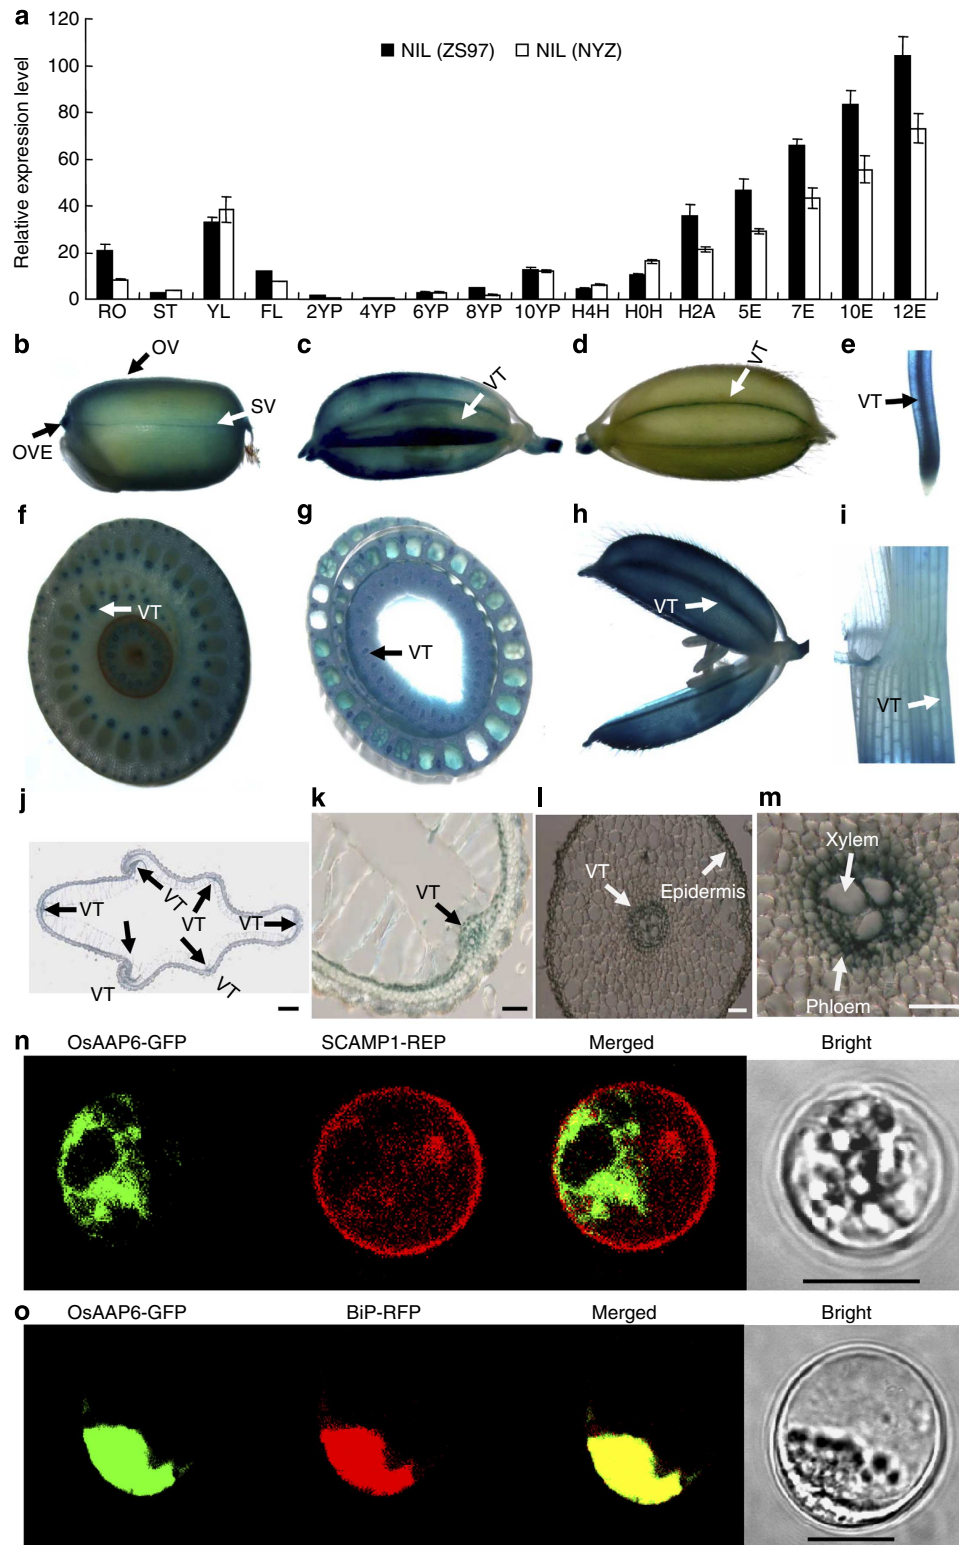 a
120
100
80
60
40
20
0
Relative expression level
NIL (ZS97) NIL (NYZ)
RO ST YL FL 2YP 4YP 6YP 8YP 10YP H4H H0H H2A 5E 7E 10E 12E
b OV SV OVE
c VT
d VT
e VT
f VT
g VT
h VT
i VT
j VT VT VT VT VT VT
k VT
l VT Epidermis
m Xylem Phloem
n OsAAP6-GFP SCAMP1-REP Merged Bright
o OsAAP6-GFP BiP-RFP Merged Bright